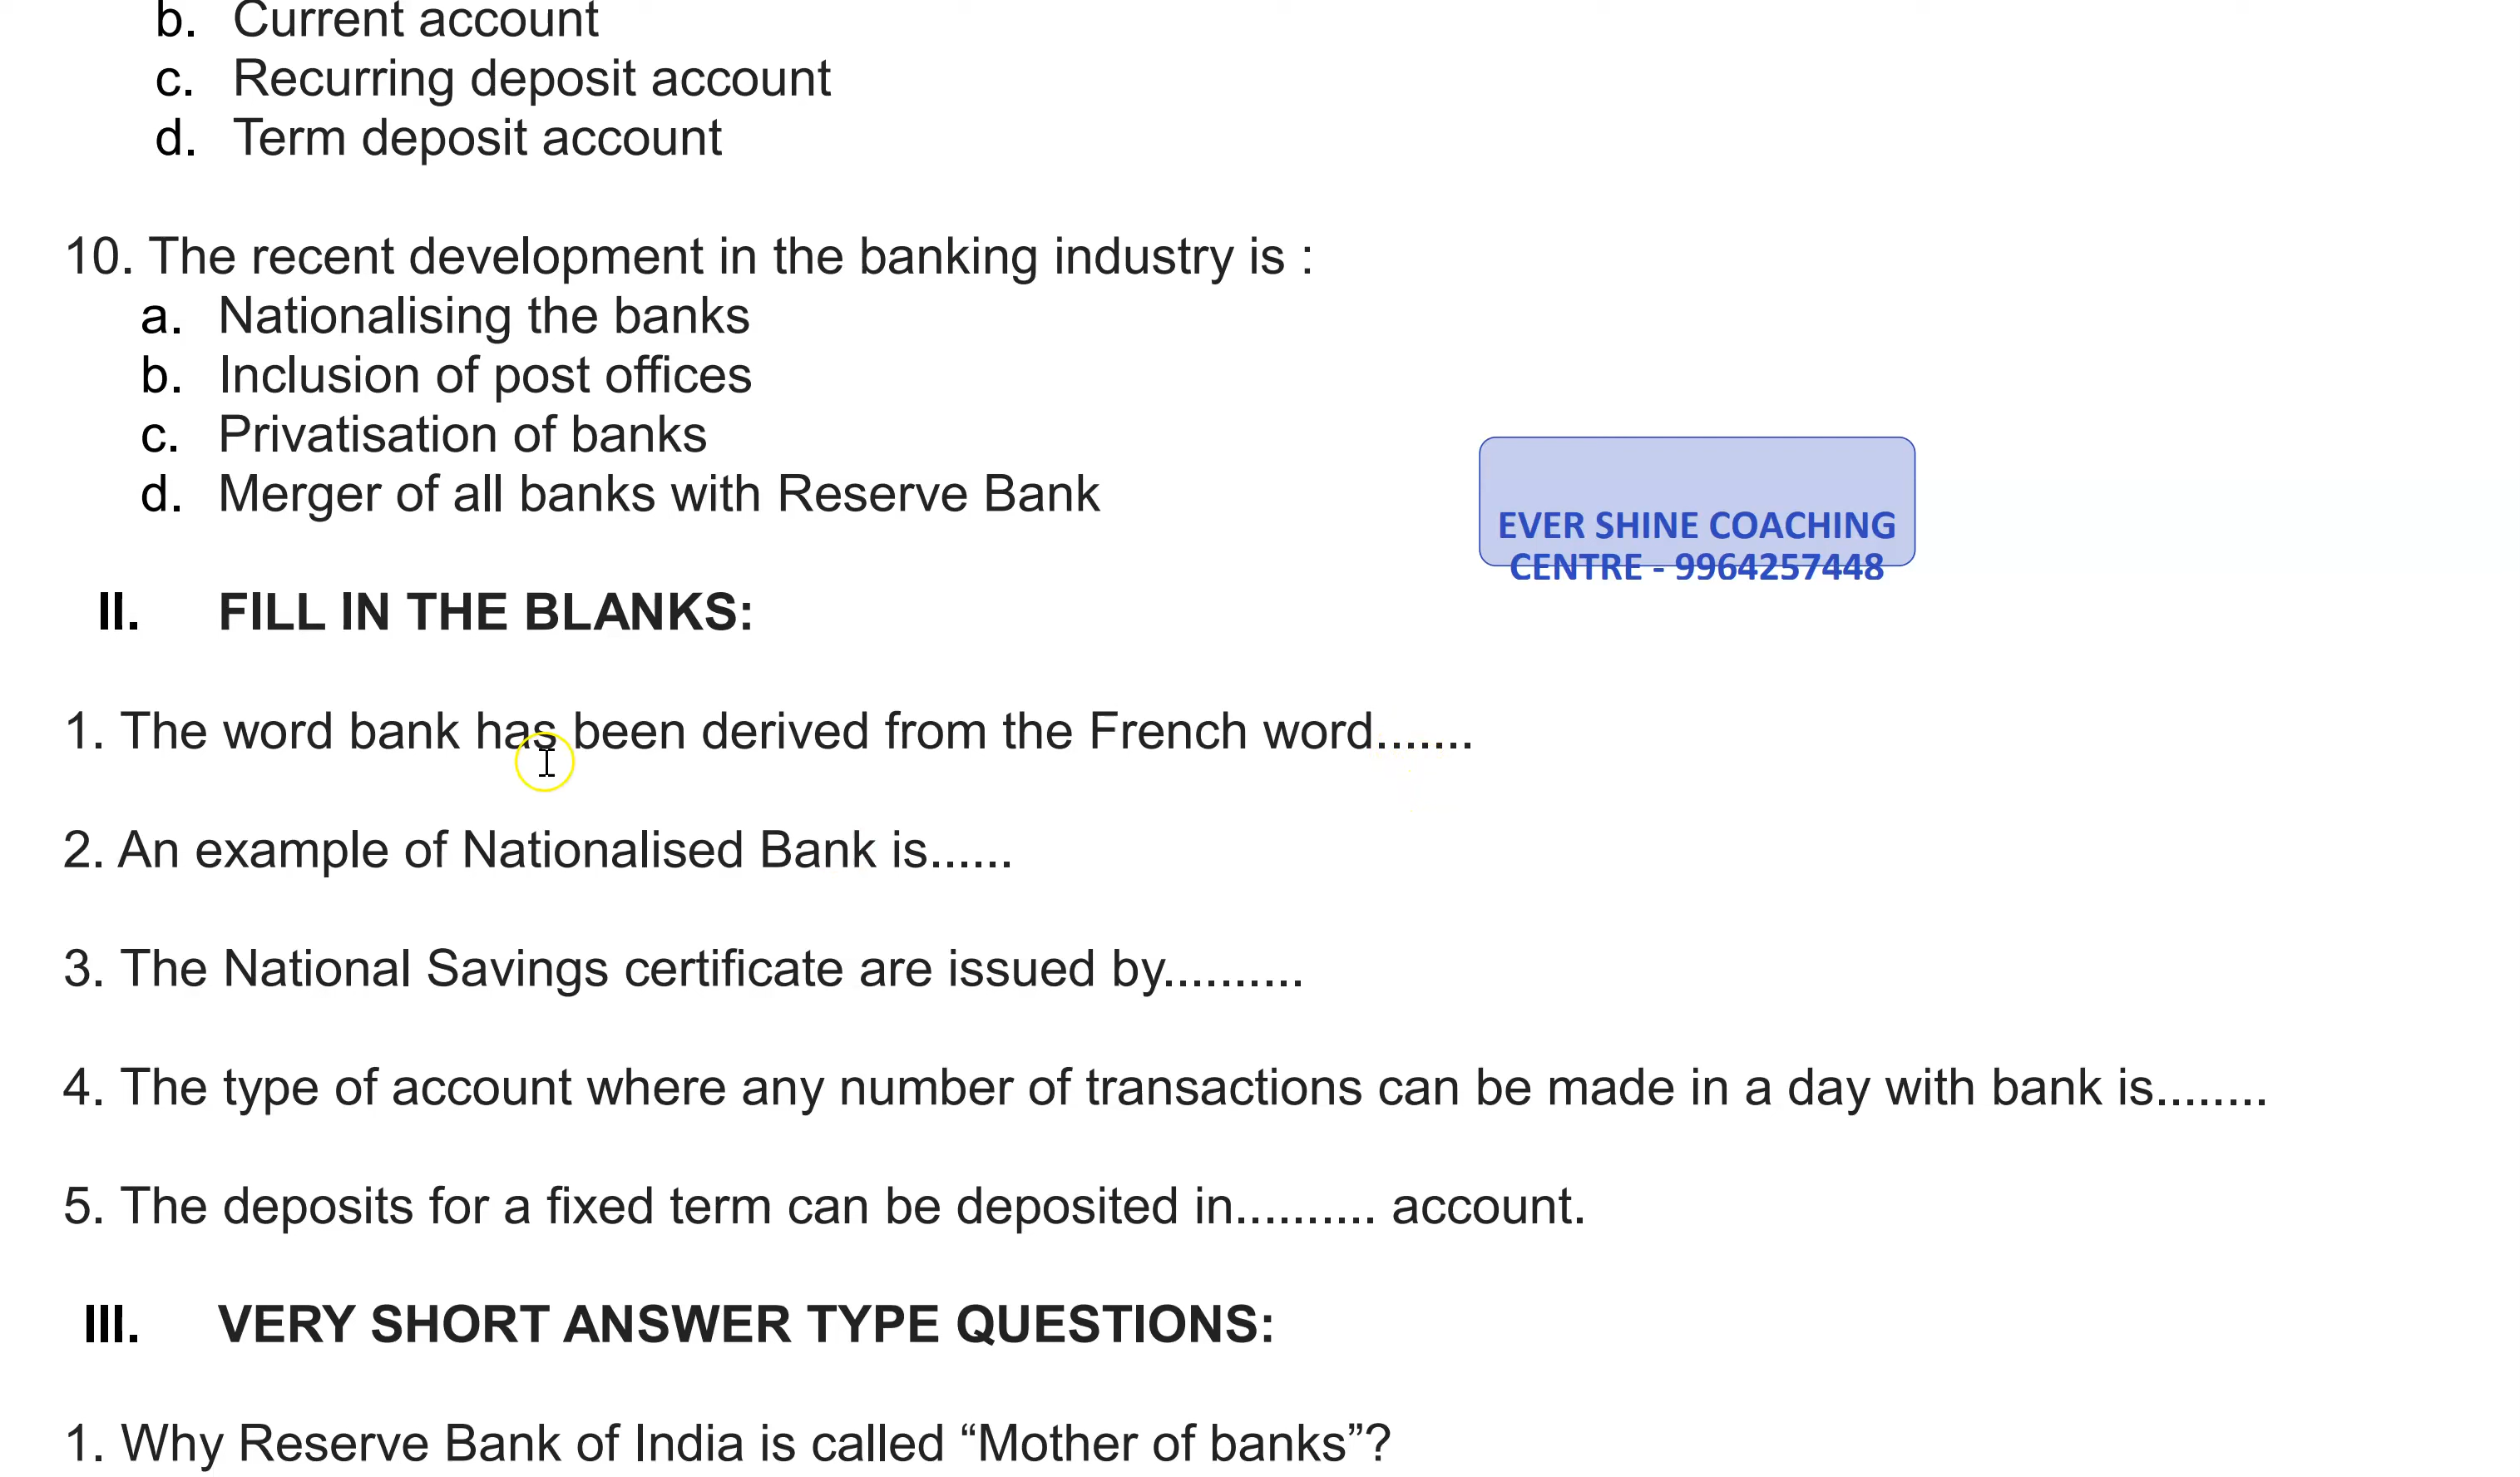 b. Current account
c. Recurring deposit account
d. Term deposit account
10. The recent development in the banking industry is :
a. Nationalising the banks
b. Inclusion of post offices
c. Privatisation of banks
d. Merger of all banks with Reserve Bank
EVER SHINE COACHING
CENTRE - 9964257448
II. FILL IN THE BLANKS:
1. The word bank has been derived from the French word.......
2. An example of Nationalised Bank is......
3. The National Savings certificate are issued by..........
4. The type of account where any number of transactions can be made in a day with bank is........
5. The deposits for a fixed term can be deposited in.......... account.
III. VERY SHORT ANSWER TYPE QUESTIONS:
1. Why Reserve Bank of India is called “Mother of banks”?